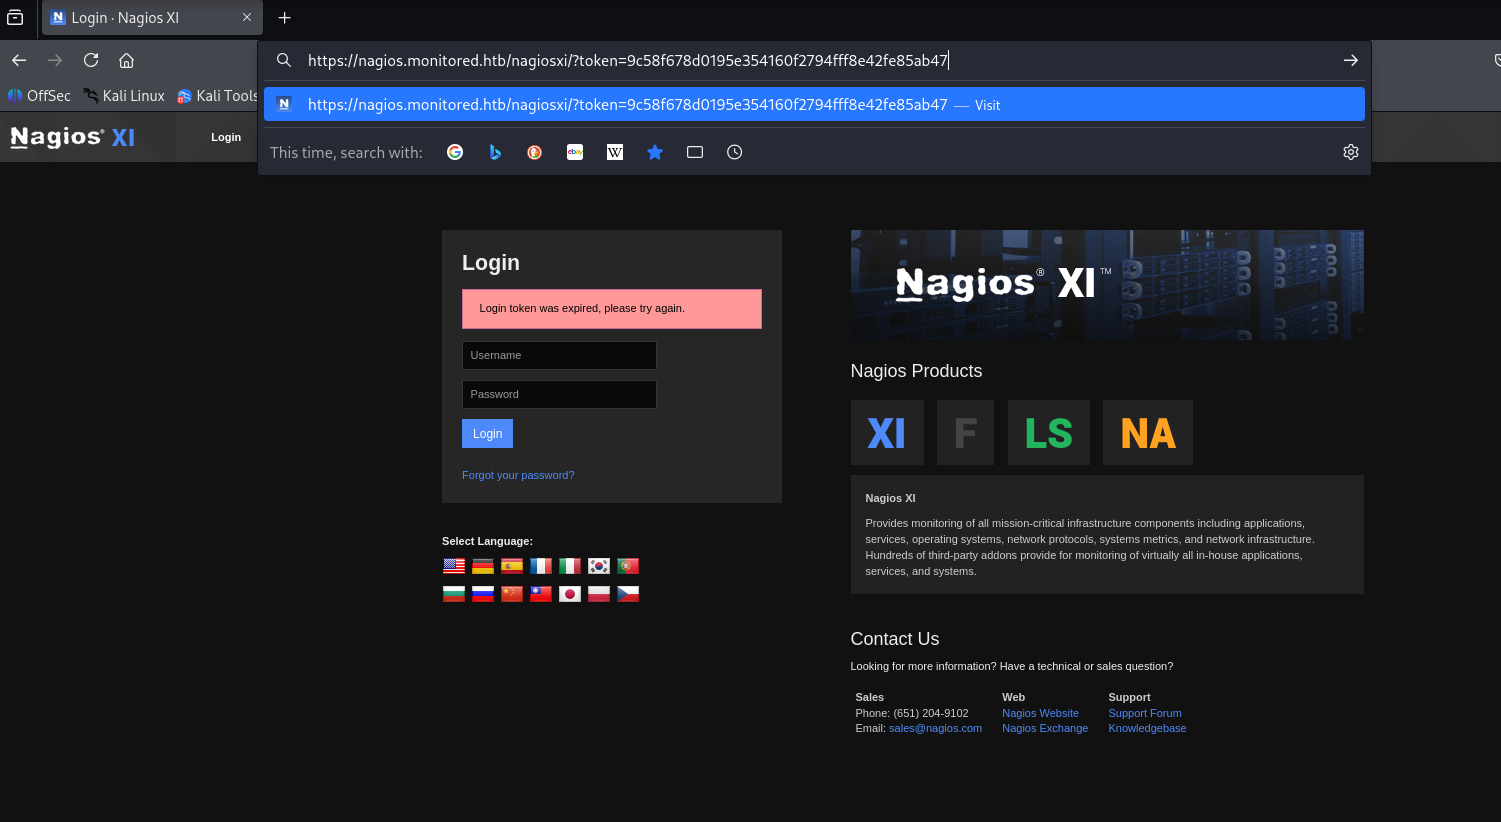 Login · Nagios XI
https://nagios.monitored.htb/nagiosxi/?token=9c58f678d0195e354160f2794fff8e42fe85ab47
OffSec Kali Linux Kali Tools
https://nagios.monitored.htb/nagiosxi/?token=9c58f678d0195e354160f2794fff8e42fe85ab47 — Visit
Nagios® XI Login
This time, search with:
Login
Login token was expired, please try again.
Username
Password
Login
Forgot your password?
Select Language:
Nagios® XI™
Nagios Products
XI F LS NA
Nagios XI
Provides monitoring of all mission-critical infrastructure components including applications,
services, operating systems, network protocols, systems metrics, and network infrastructure.
Hundreds of third-party addons provide for monitoring of virtually all in-house applications,
services, and systems.
Contact Us
Looking for more information? Have a technical or sales question?
Sales Web Support
Phone: (651) 204-9102 Nagios Website Support Forum
Email: sales@nagios.com Nagios Exchange Knowledgebase